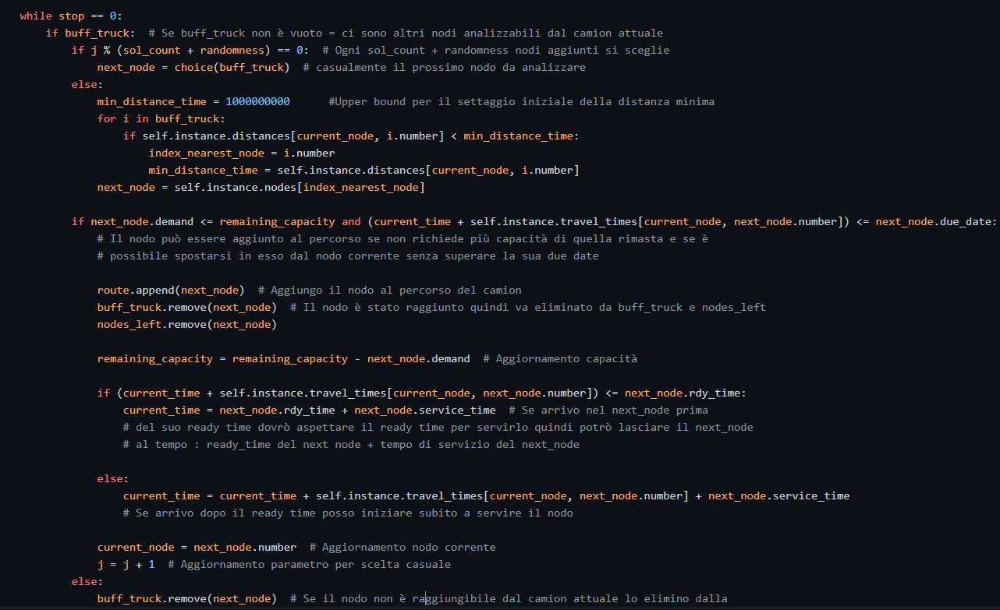 while stop == 0:
if buff_truck:  # Se buff_truck non è vuoto = ci sono altri nodi analizzabili dal camion attuale
if j % (sol_count + randomness) == 0:  # Ogni sol_count + randomness nodi aggiunti si sceglie
next_node = choice(buff_truck)  # casualmente il prossimo nodo da analizzare
else:
min_distance_time = 1000000000      #Upper bound per il settaggio iniziale della distanza minima
for i in buff_truck:
if self.instance.distances[current_node, i.number] < min_distance_time:
index_nearest_node = i.number
min_distance_time = self.instance.distances[current_node, i.number]
next_node = self.instance.nodes[index_nearest_node]
if next_node.demand <= remaining_capacity and (current_time + self.instance.travel_times[current_node, next_node.number]) <= next_node.due_date:
# Il nodo può essere aggiunto al percorso se non richiede più capacità di quella rimasta e se è
# possibile spostarsi in esso dal nodo corrente senza superare la sua due date
route.append(next_node)  # Aggiungo il nodo al percorso del camion
buff_truck.remove(next_node)  # Il nodo è stato raggiunto quindi va eliminato da buff_truck e nodes_left
nodes_left.remove(next_node)
remaining_capacity = remaining_capacity - next_node.demand  # Aggiornamento capacità
if (current_time + self.instance.travel_times[current_node, next_node.number]) <= next_node.rdy_time:
current_time = next_node.rdy_time + next_node.service_time  # Se arrivo nel next_node prima
# del suo ready time dovrò aspettare il ready time per servirlo quindi potrò lasciare il next_node
# al tempo : ready_time del next node + tempo di servizio del next_node
else:
current_time = current_time + self.instance.travel_times[current_node, next_node.number] + next_node.service_time
# Se arrivo dopo il ready time posso iniziare subito a servire il nodo
current_node = next_node.number  # Aggiornamento nodo corrente
j = j + 1  # Aggiornamento parametro per scelta casuale
else:
buff_truck.remove(next_node)  # Se il nodo non è raggiungibile dal camion attuale lo elimino dalla